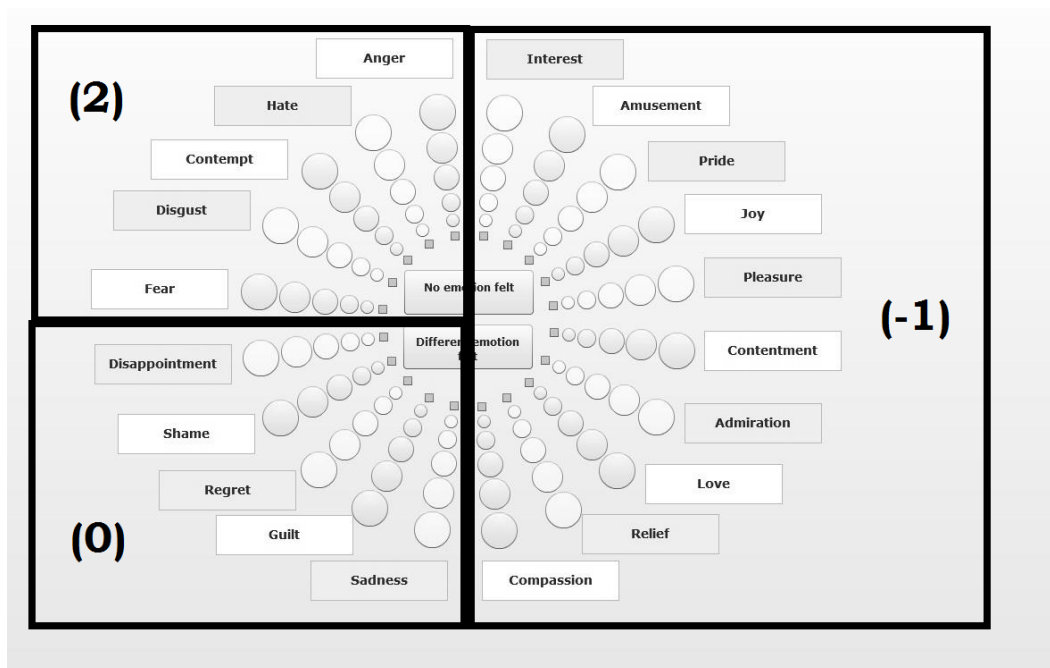 Anger
Interest
(2)
Hate
Amusement
Contempt
Pride
Disgust
Joy
Fear
No emotion felt
Pleasure
(-1)
Different emotion
felt
Disappointment
Contentment
Shame
Admiration
Regret
Love
(0)
Guilt
Relief
Sadness
Compassion